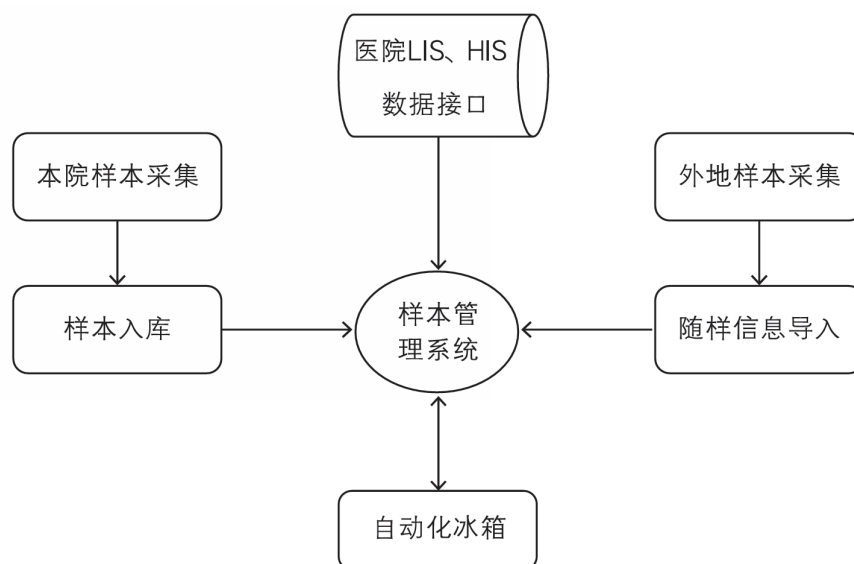 医院LIS、HIS
数据接口
本院样本采集
外地样本采集
样本入库
样本管
理系统
随样信息导入
自动化冰箱